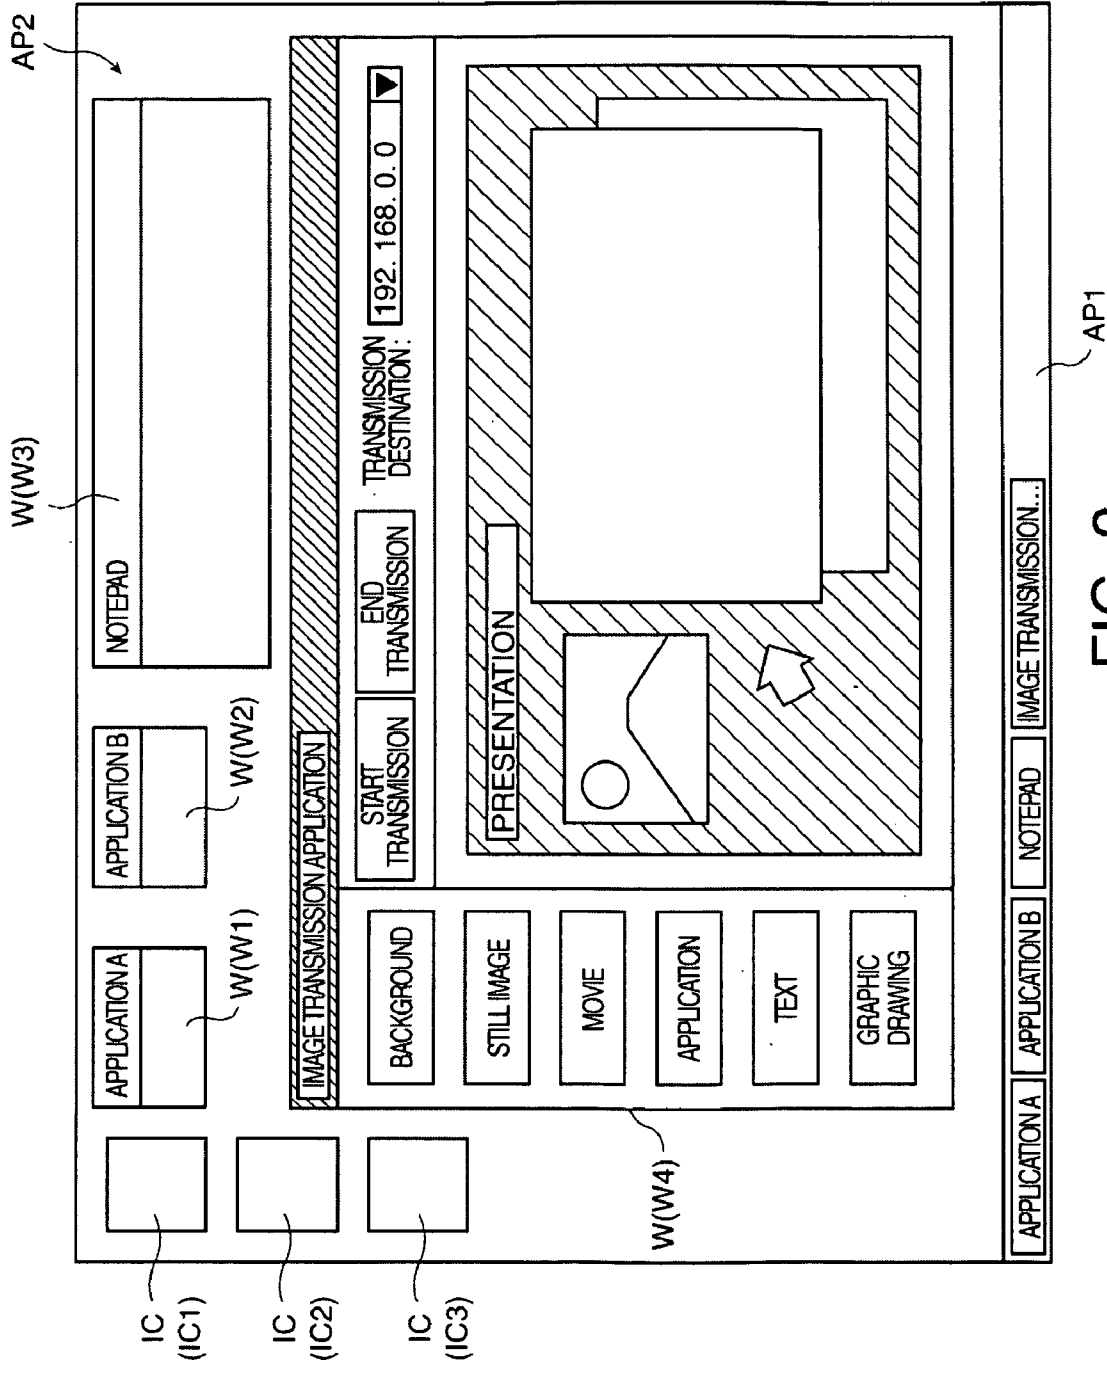 AP2
W(W3)
IC
(IC1)
IC
(IC2)
IC
(IC3)
APPLICATION A
W(W1)
APPLICATION B
W(W2)
NOTEPAD
IMAGE TRANSMISSION APPLICATION
START
TRANSMISSION
END
TRANSMISSION
TRANSMISSION
DESTINATION:
192. 168. 0. 0
BACKGROUND
STILL IMAGE
MOVIE
APPLICATION
TEXT
GRAPHIC
DRAWING
PRESENTATION
W(W4)
APPLICATION A
APPLICATION B
NOTEPAD
IMAGE TRANSMISSION...
AP1